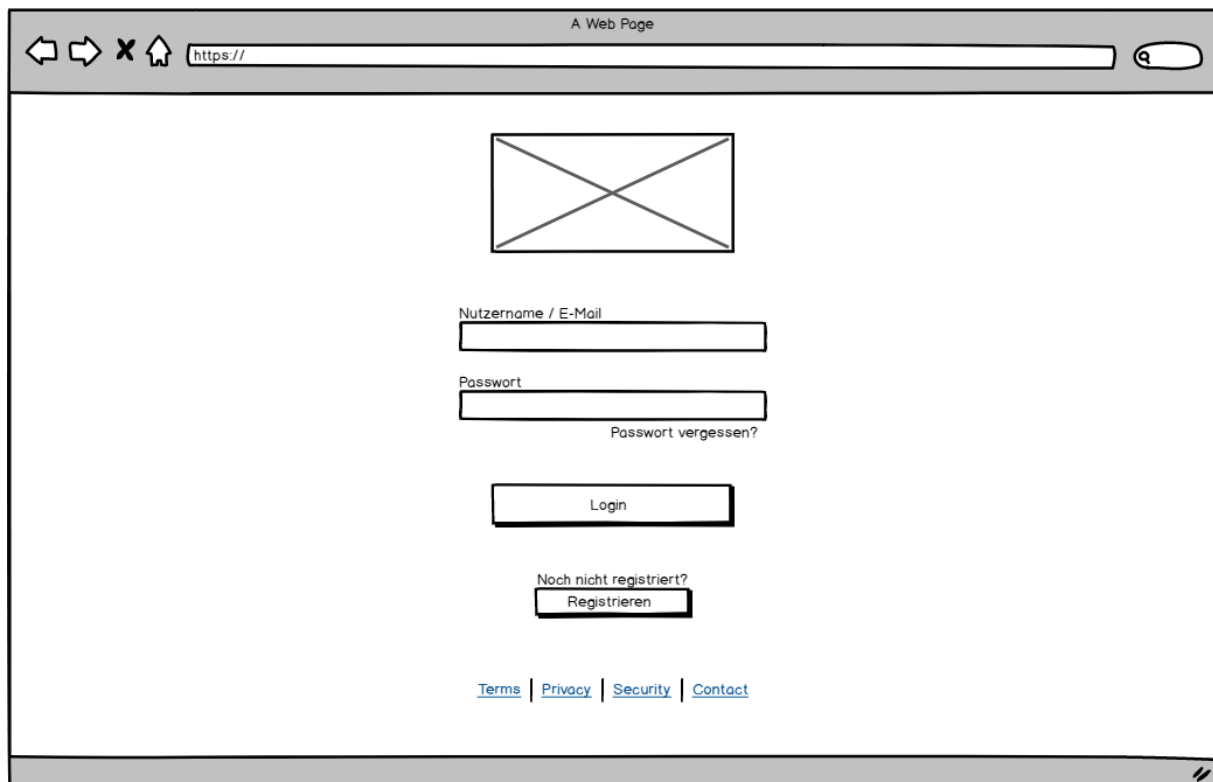 A Web Page
https://
Nutzername / E-Mail
Passwort
Passwort vergessen?
Login
Noch nicht registriert?
Registrieren
Terms | Privacy | Security | Contact